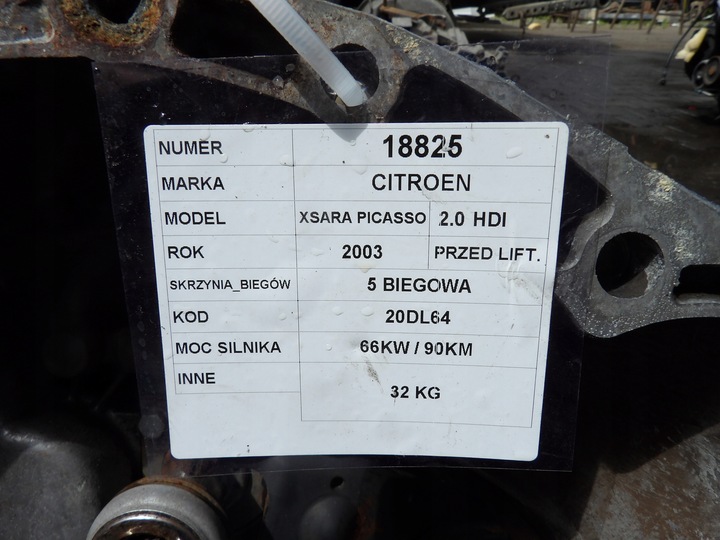 NUMER 18825
MARKA CITROEN
MODEL XSARA PICASSO 2.0 HDI
ROK 2003 PRZED LIFT.
SKRZYNIA_BIEGÓW 5 BIEGOWA
KOD 20DL64
MOC SILNIKA 66KW / 90KM
INNE 32 KG